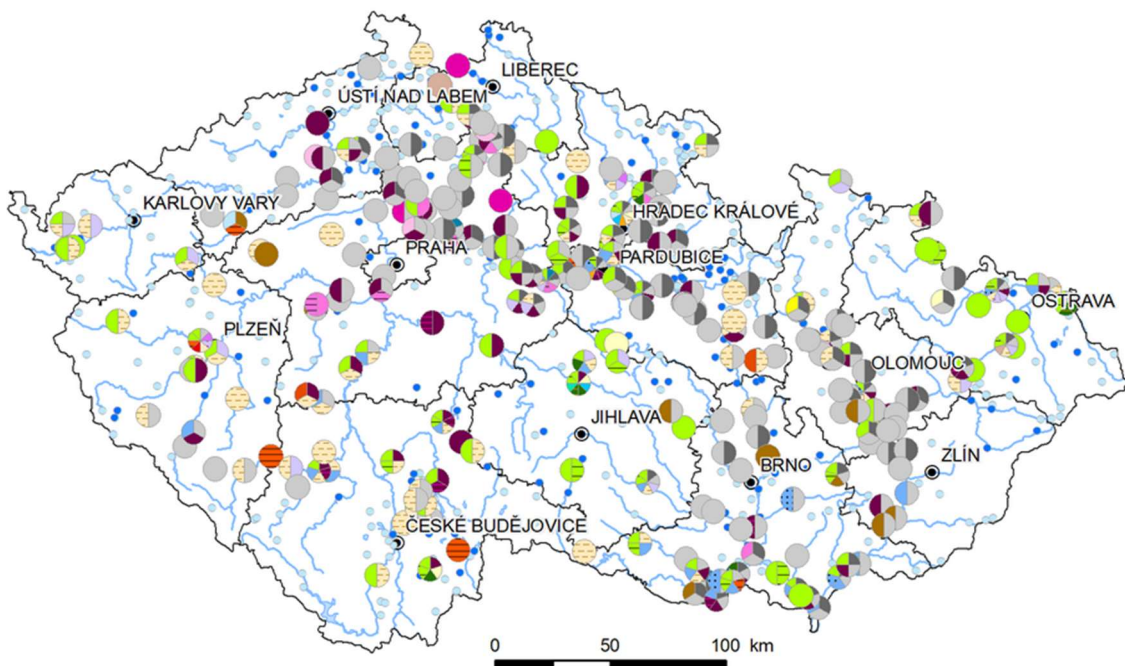 LIBEREC
ÚSTÍ NAD LABEM
KARLOVY VARY
HRADEC KRÁLOVÉ
PRAHA
PARDUBICE
OSTRAVA
PLZEŇ
OLOMOUC
JIHLAVA
ZLÍN
BRNO
ČESKÉ BUDĚJOVICE
0 50 100 km